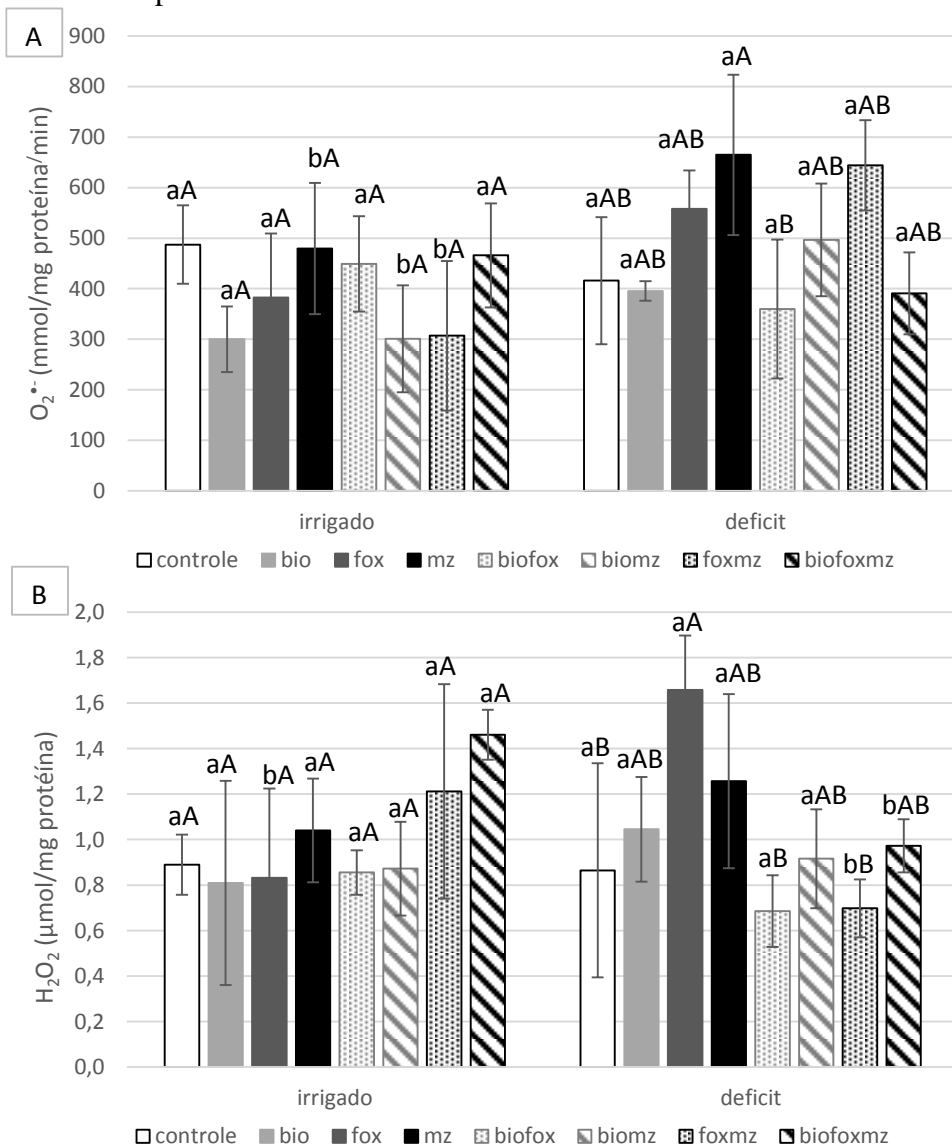 A
900
800
700
600
500
400
300
200
100
0
O₂•- (mmol/mg proteína/min)
aA aA aA bA aA bA bA aA
aAB aAB aAB aA aB aAB aAB aAB
irrigado deficit
controle bio fox mz biofox biomz foxmz biofoxmz
B
2,0
1,8
1,6
1,4
1,2
1,0
0,8
0,6
0,4
0,2
0,0
H₂O₂ (µmol/mg protéína)
aA aA bA aA aA aA aA aA
aB aAB aA aAB aB aAB bB bAB
irrigado deficit
controle bio fox mz biofox biomz foxmz biofoxmz